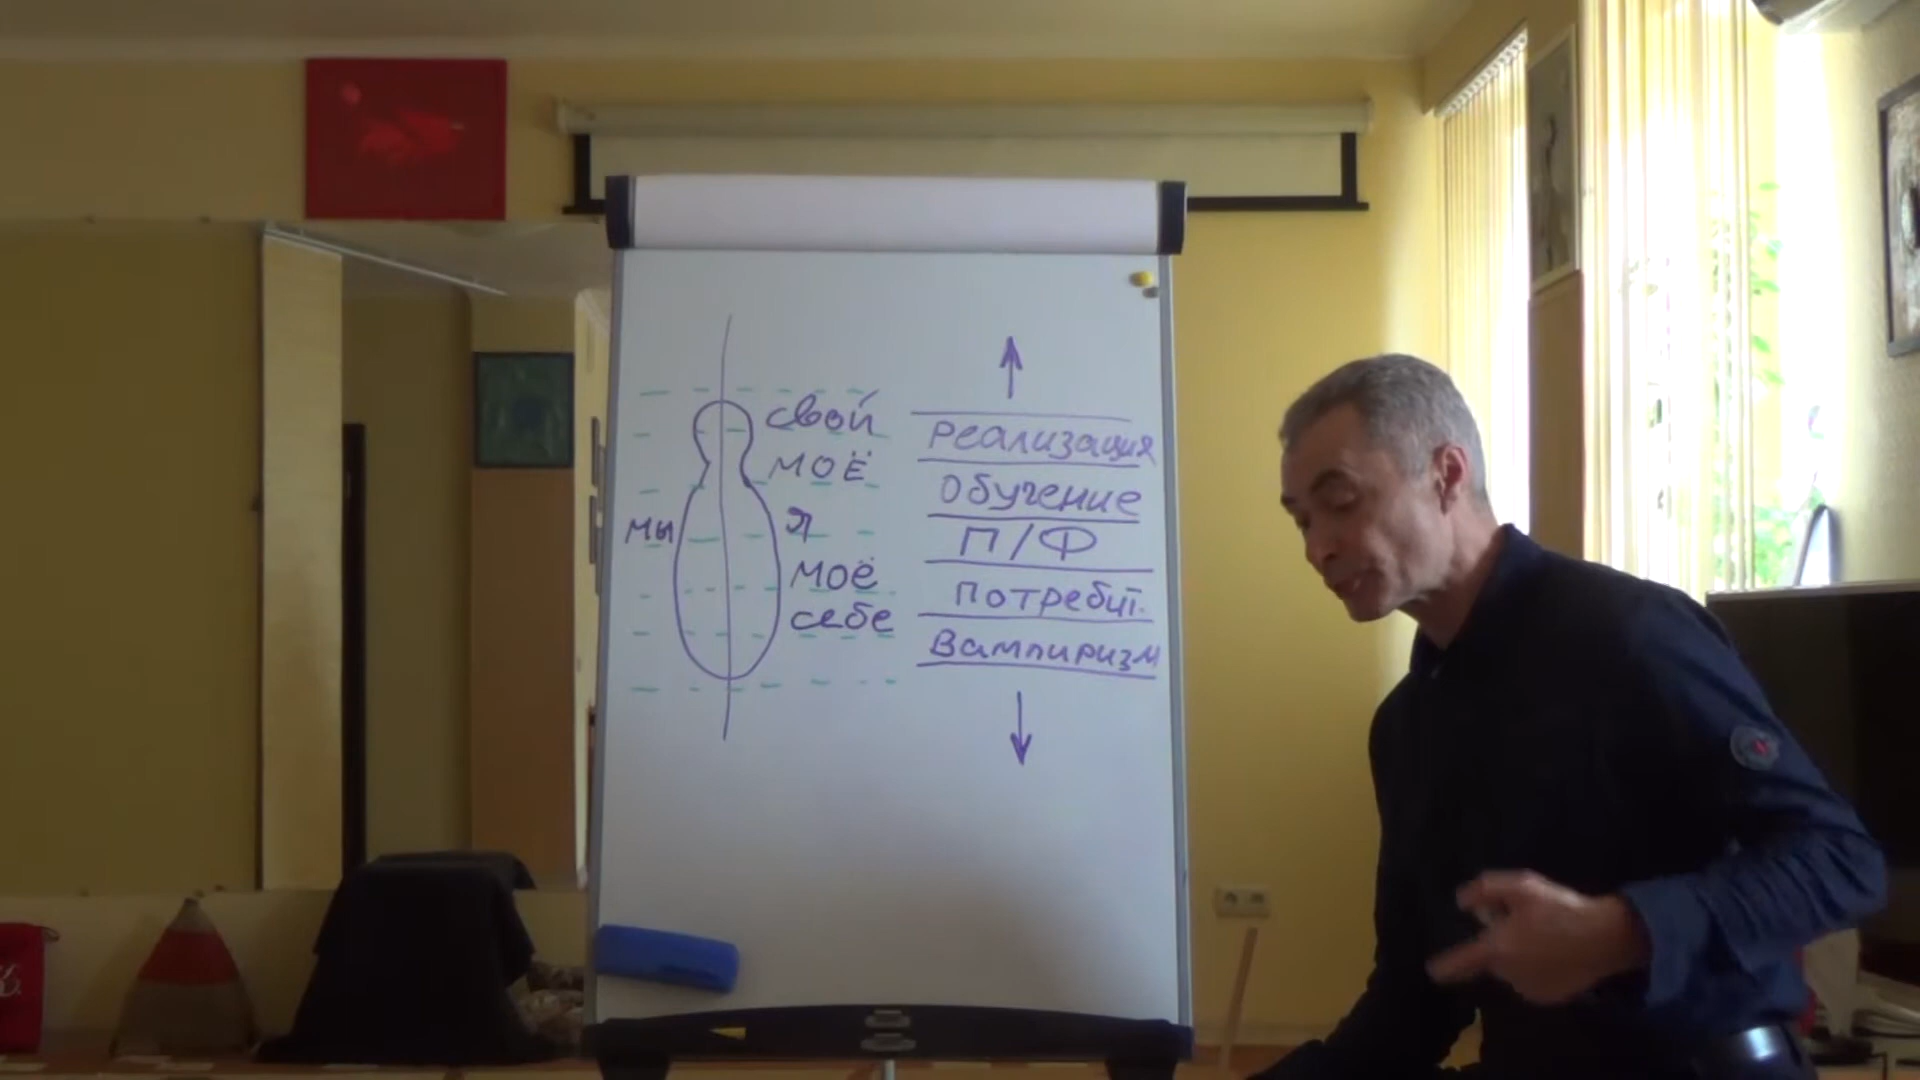 свой
моё
мы
я
моё
себе
Реализация
Обучение
П/Ф
Потребит.
Вампиризм